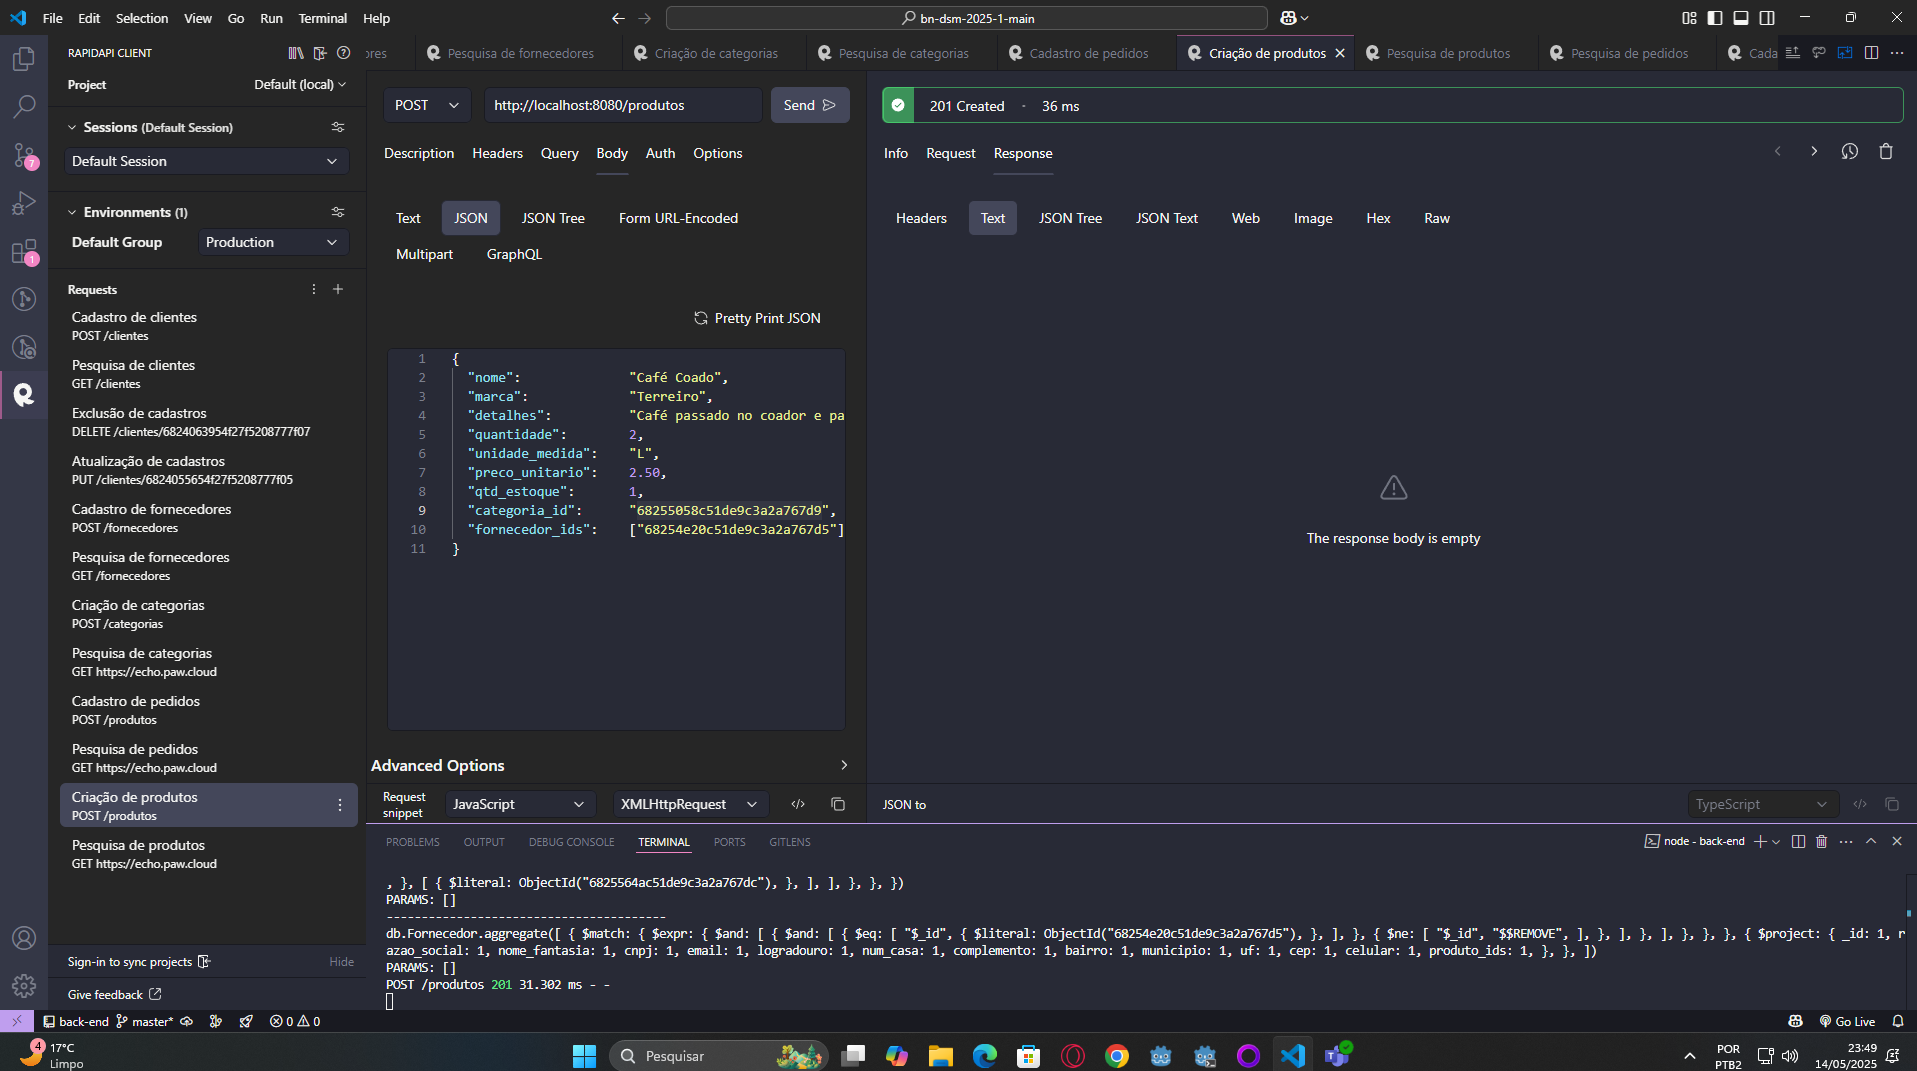 File Edit Selection View Go Run Terminal Help
bn-dsm-2025-1-main
RAPIDAPI CLIENT
ores
Pesquisa de fornecedores
Criação de categorias
Pesquisa de categorias
Cadastro de pedidos
Criação de produtos
Pesquisa de produtos
Pesquisa de pedidos
Cada
Project
Default (local)
Sessions (Default Session)
Default Session
Environments (1)
Default Group
Production
Requests
Cadastro de clientes
POST /clientes
Pesquisa de clientes
GET /clientes
Exclusão de cadastros
DELETE /clientes/6824063954f27f5208777f07
Atualização de cadastros
PUT /clientes/6824055654f27f5208777f05
Cadastro de fornecedores
POST /fornecedores
Pesquisa de fornecedores
GET /fornecedores
Criação de categorias
POST /categorias
Pesquisa de categorias
GET https://echo.paw.cloud
Cadastro de pedidos
POST /produtos
Pesquisa de pedidos
GET https://echo.paw.cloud
Criação de produtos
POST /produtos
Pesquisa de produtos
GET https://echo.paw.cloud
Sign-in to sync projects
Hide
Give feedback
7
1
POST
http://localhost:8080/produtos
Send
Description Headers Query Body Auth Options
Text JSON JSON Tree Form URL-Encoded
Multipart GraphQL
Pretty Print JSON
1 {
2 "nome": "Café Coado",
3 "marca": "Terreiro",
4 "detalhes": "Café passado no coador e pa
5 "quantidade": 2,
6 "unidade_medida": "L",
7 "preco_unitario": 2.50,
8 "qtd_estoque": 1,
9 "categoria_id": "68255058c51de9c3a2a767d9",
10 "fornecedor_ids": ["68254e20c51de9c3a2a767d5"]
11 }
Advanced Options
Request snippet
JavaScript
XMLHttpRequest
201 Created - 36 ms
Info Request Response
Headers Text JSON Tree JSON Text Web Image Hex Raw
The response body is empty
JSON to
TypeScript
PROBLEMS OUTPUT DEBUG CONSOLE TERMINAL PORTS GITLENS
node - back-end
, }, [ { $literal: ObjectId("6825564ac51de9c3a2a767dc"), }, ], ], }, }, })
PARAMS: []
----------------------------------------
db.Fornecedor.aggregate([ { $match: { $expr: { $and: [ { $and: [ { $eq: [ "$_id", { $literal: ObjectId("68254e20c51de9c3a2a767d5"), }, ], }, { $ne: [ "$_id", "$$REMOVE", ], }, ], }, ], }, }, }, { $project: { _id: 1, r
azao_social: 1, nome_fantasia: 1, cnpj: 1, email: 1, logradouro: 1, num_casa: 1, complemento: 1, bairro: 1, municipio: 1, uf: 1, cep: 1, celular: 1, produto_ids: 1, }, }, ])
PARAMS: []
POST /produtos 201 31.302 ms - -
back-end master* 0 0
Go Live
4
17°C
Limpo
Pesquisar
POR
PTB2
23:49
14/05/2025